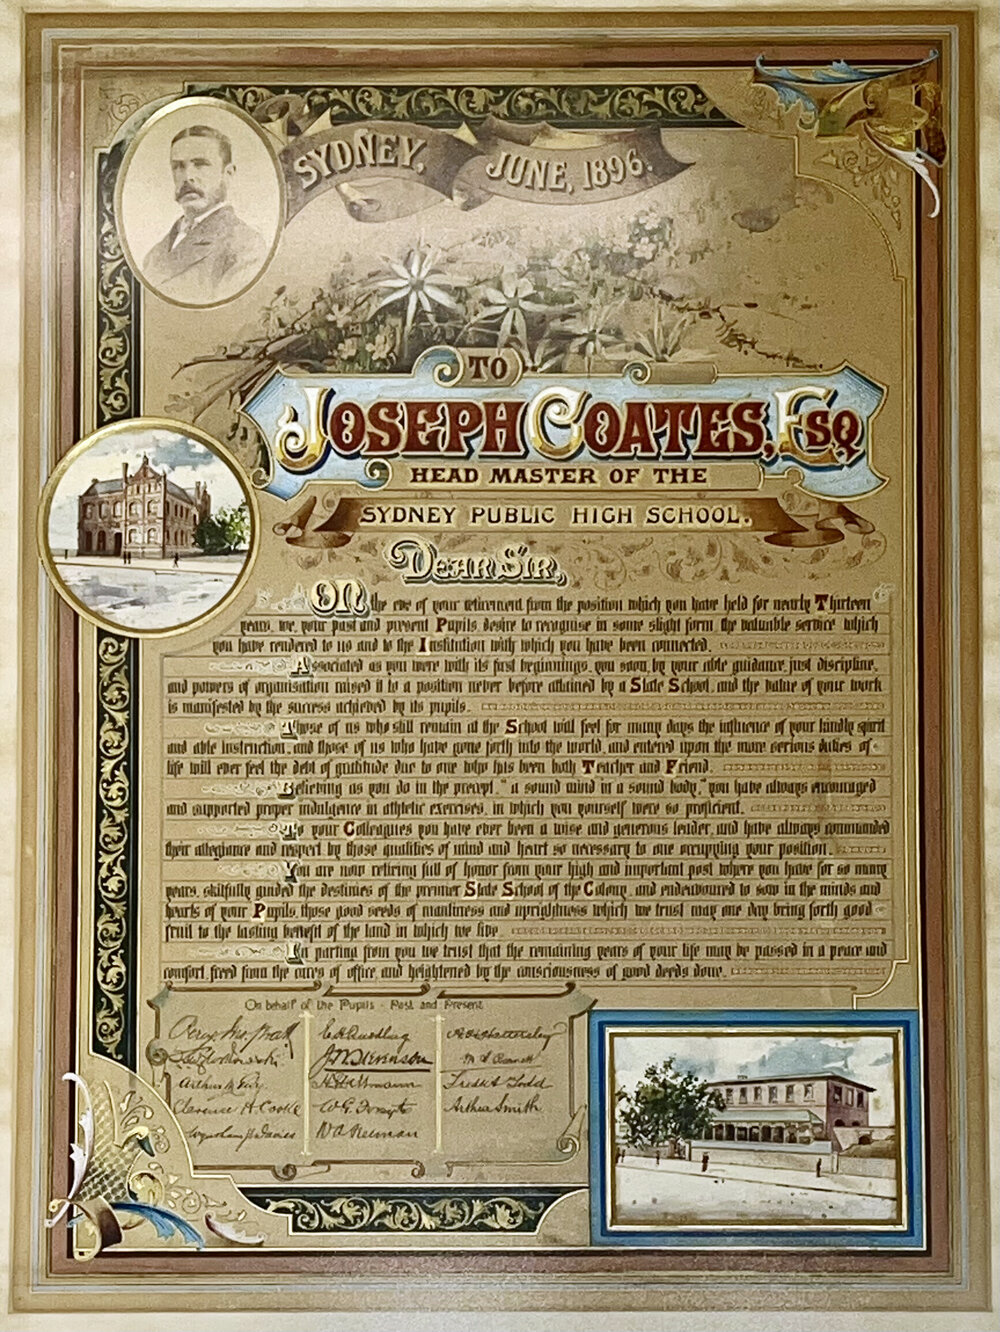 SYDNEY, JUNE, 1896.
TO
JOSEPH COATES, ESQ
HEAD MASTER OF THE
SYDNEY PUBLIC HIGH SCHOOL.
DEAR SIR,
ON the eve of your retirement from the position which you have held for nearly Thirteen
years, we, your past and present Pupils desire to recognise in some slight form the valuable service which
you have rendered to us and to the Institution with which you have been connected.
Associated as you were with its first beginnings, you soon, by your able guidance, just discipline,
and powers of organisation raised it to a position never before attained by a State School, and the value of your work
is manifested by the success achieved by its pupils.
Those of us who still remain at the School will feel for many days the influence of your kindly spirit
and able instruction, and those of us who have gone forth into the world, and entered upon the more serious duties of
life will ever feel the debt of gratitude due to one who has been both Teacher and Friend.
Believing as you do in the precept, "a sound mind in a sound body," you have always encouraged
and supported proper indulgence in athletic exercises, in which you yourself were so proficient.
To your Colleagues you have ever been a wise and generous leader, and have always commanded
their allegiance and respect by those qualities of mind and heart so necessary to one occupying your position.
You are now retiring full of honor from your high and important post where you have for so many
years, skilfully guided the destinies of the premier State School of the Colony, and endeavoured to sow in the minds and
hearts of your Pupils, those good seeds of manliness and uprightness which we trust may one day bring forth good
fruit to the lasting benefit of the land in which we live.
In parting from you we trust that the remaining years of your life may be passed in a peace and
comfort, freed from the cares of office, and heightened by the consciousness of good deeds done.
On behalf of the Pupils - Past and Present
J. W. Dickinson
Clarence H. Cooke
W. G. Forsyth
Arthur Smith
W A Newman